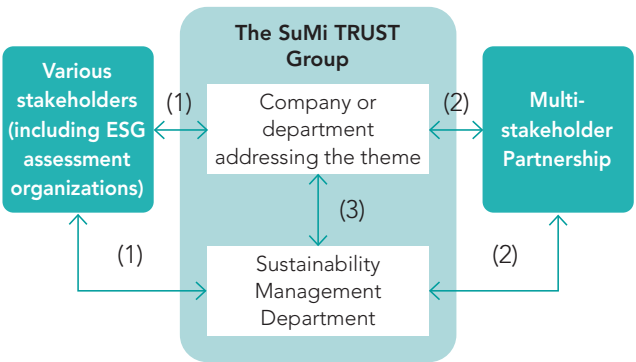 The SuMi TRUST
Group
Various
stakeholders
(including ESG
assessment
organizations)
(1)
Company or
department
addressing the theme
(2)
Multi-
stakeholder
Partnership
(3)
(1)
Sustainability
Management
Department
(2)